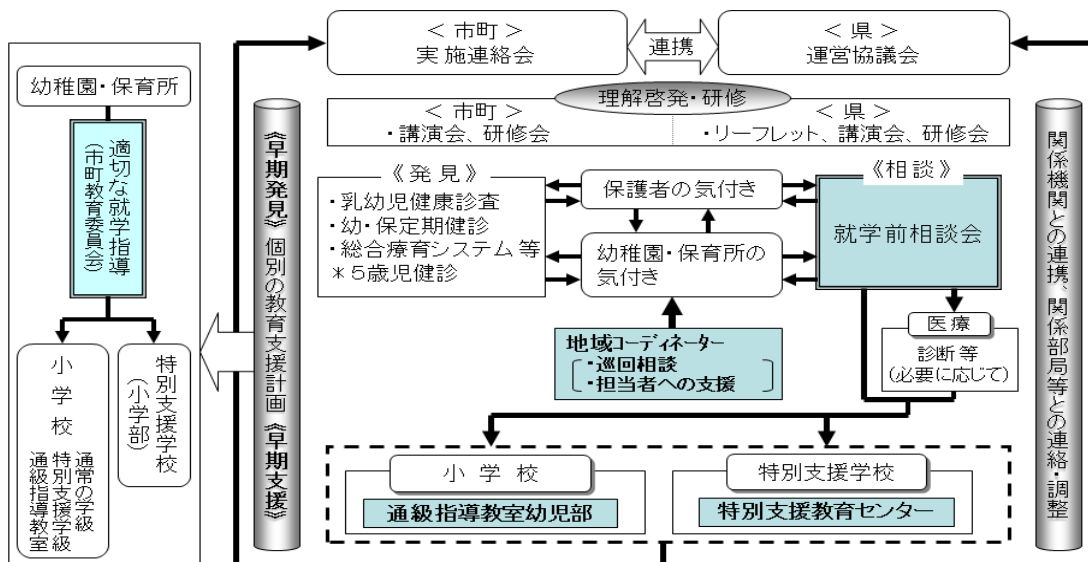 幼稚園・保育所
適切な就学指導
(市町教育委員会)
小学校
通常の学級
特別支援学級
通級指導教室
特別支援学校
(小学部)
《早期発見》 個別の教育支援計画 《早期支援》
＜ 市町 ＞
実施連絡会
連携
＜ 県 ＞
運営協議会
理解啓発・研修
＜ 市町 ＞
・講演会、研修会
＜ 県 ＞
・リーフレット、講演会、研修会
《発見》
・乳幼児健康診査
・幼・保定期健診
・総合療育システム等
＊５歳児健診
保護者の気付き
幼稚園・保育所の
気付き
《相談》
就学前相談会
地域コーディネーター
・巡回相談
・担当者への支援
医療
診断等
(必要に応じて)
小学校
通級指導教室幼児部
特別支援学校
特別支援教育センター
関係機関との連携、関係部局等との連絡・調整